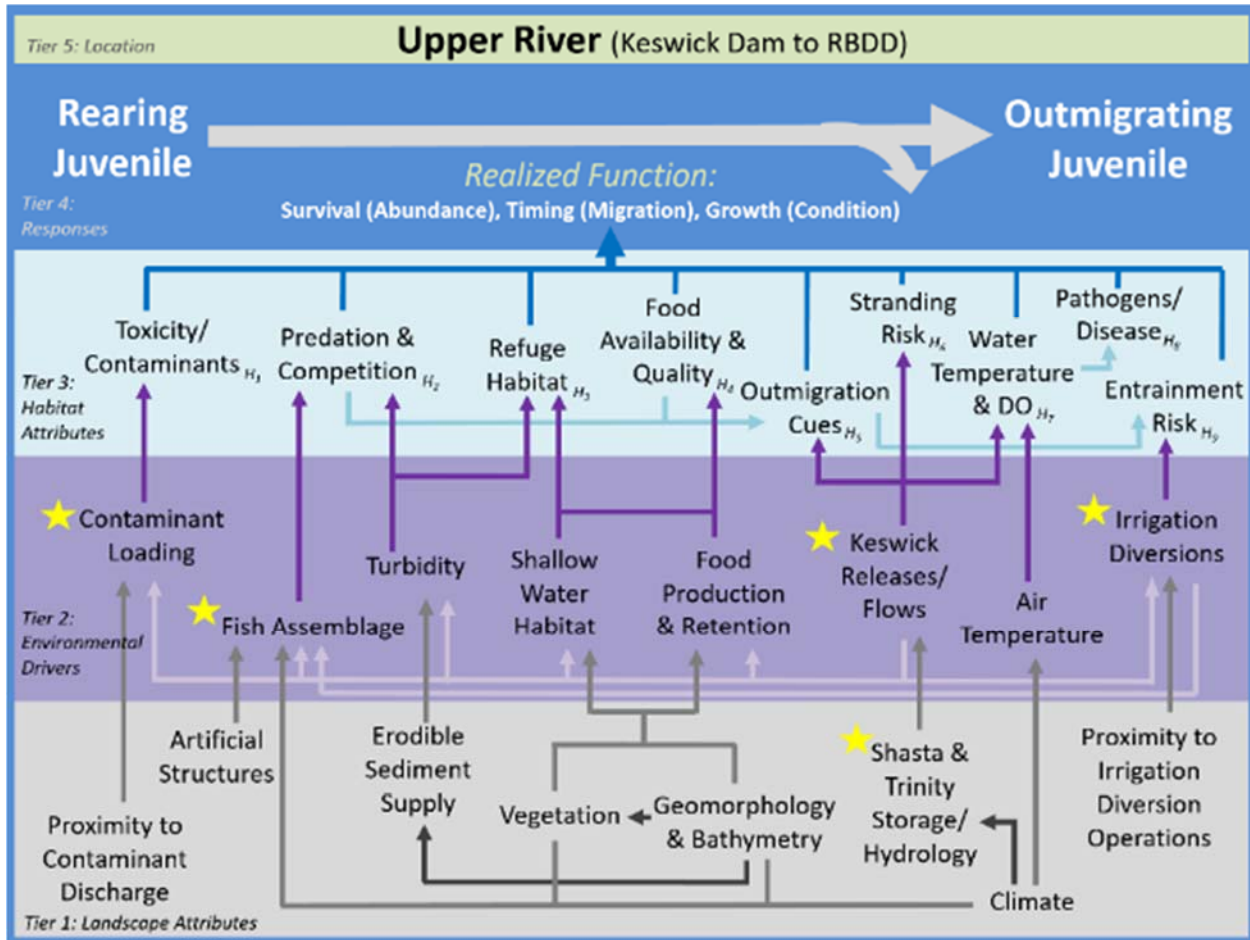 Tier 5: Location
Upper River (Keswick Dam to RBDD)
Rearing
Juvenile
Outmigrating
Juvenile
Realized Function:
Survival (Abundance), Timing (Migration), Growth (Condition)
Tier 4:
Responses
Toxicity/
Contaminants H1
Predation &
Competition H2
Refuge
Habitat H3
Food
Availability &
Quality H4
Outmigration
Cues H5
Stranding
Risk H6
Water
Temperature
& DO H7
Pathogens/
Disease H8
Entrainment
Risk H9
Tier 3:
Habitat
Attributes
Contaminant
Loading
Fish Assemblage
Turbidity
Shallow
Water
Habitat
Food
Production
& Retention
Keswick
Releases/
Flows
Air
Temperature
Irrigation
Diversions
Tier 2:
Environmental
Drivers
Proximity to
Contaminant
Discharge
Artificial
Structures
Erodible
Sediment
Supply
Vegetation
Geomorphology
& Bathymetry
Shasta &
Trinity
Storage/
Hydrology
Climate
Proximity to
Irrigation
Diversion
Operations
Tier 1: Landscape Attributes